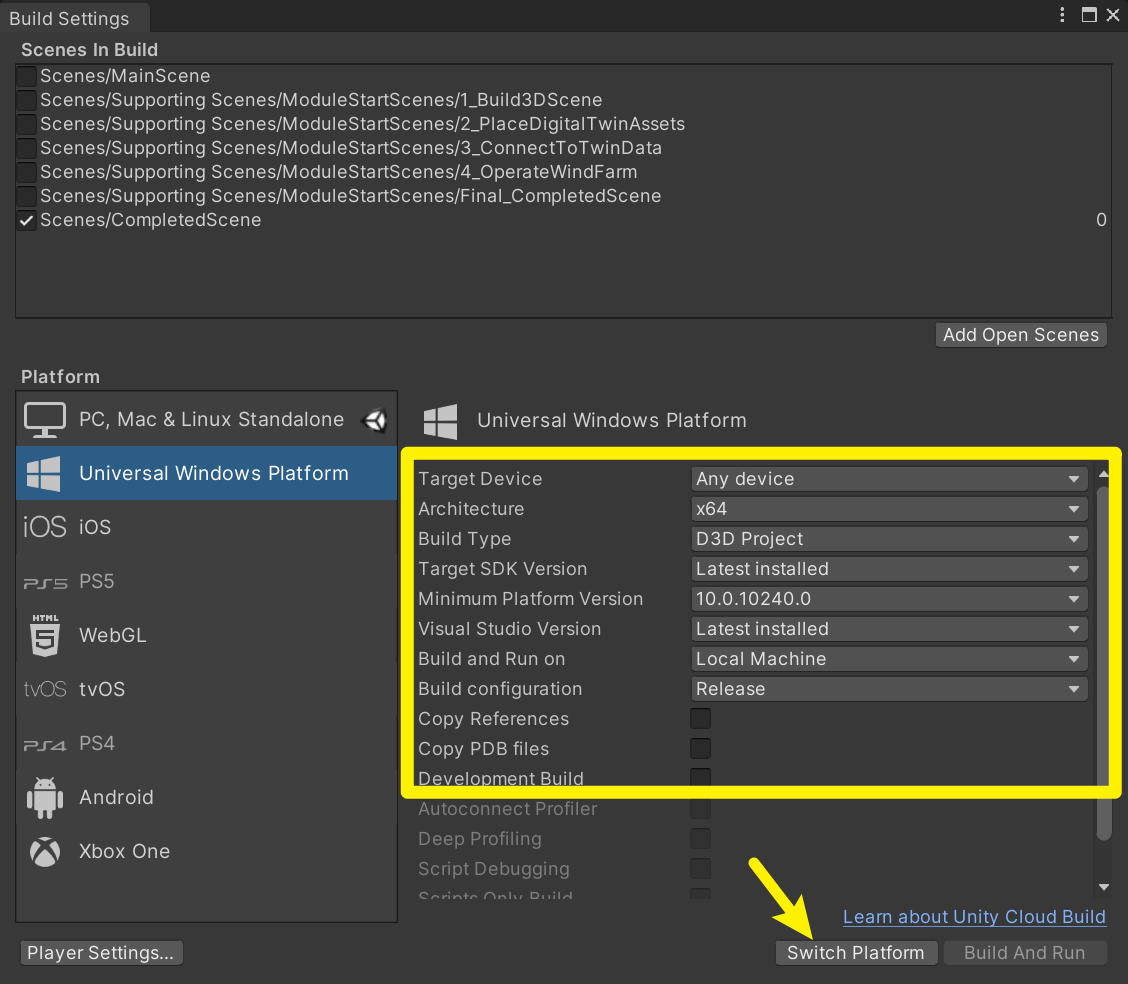 Build Settings
Scenes In Build
Scenes/MainScene
Scenes/Supporting Scenes/ModuleStartScenes/1_Build3DScene
Scenes/Supporting Scenes/ModuleStartScenes/2_PlaceDigitalTwinAssets
Scenes/Supporting Scenes/ModuleStartScenes/3_ConnectToTwinData
Scenes/Supporting Scenes/ModuleStartScenes/4_OperateWindFarm
Scenes/Supporting Scenes/ModuleStartScenes/Final_CompletedScene
Scenes/CompletedScene 0
Add Open Scenes
Platform
PC, Mac & Linux Standalone
Universal Windows Platform
iOS iOS
PS5 PS5
HTML 5 WebGL
tvOS tvOS
PS4 PS4
Android
Xbox One
Universal Windows Platform
Target Device Any device
Architecture x64
Build Type D3D Project
Target SDK Version Latest installed
Minimum Platform Version 10.0.10240.0
Visual Studio Version Latest installed
Build and Run on Local Machine
Build configuration Release
Copy References
Copy PDB files
Development Build
Autoconnect Profiler
Deep Profiling
Script Debugging
Scripts Only Build
Learn about Unity Cloud Build
Player Settings... Switch Platform Build And Run